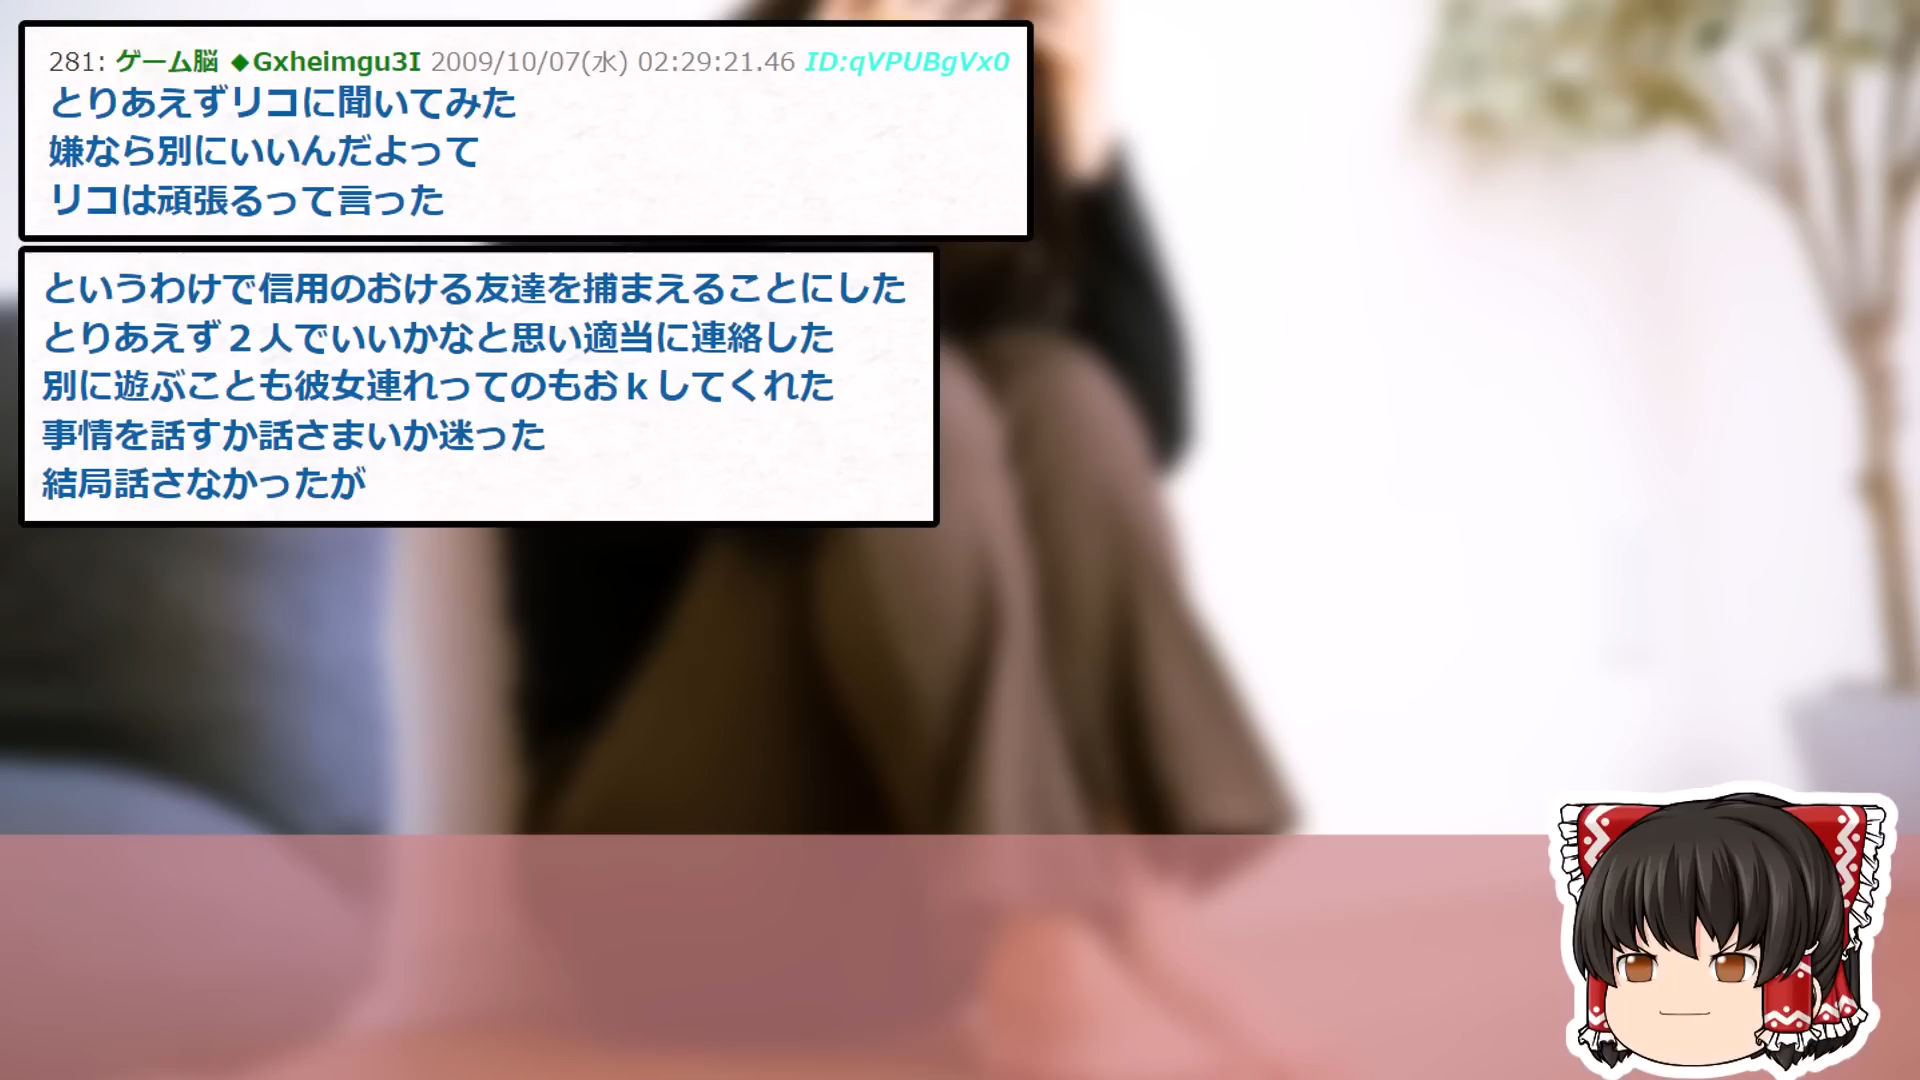 281: ゲーム脳 ◆Gxheimgu3I 2009/10/07(水) 02:29:21.46 ID:qVPUBgVx0
とりあえずリコに聞いてみた
嫌なら別にいいんだよって
リコは頑張るって言った
というわけで信用のおける友達を捕まえることにした
とりあえず２人でいいかなと思い適当に連絡した
別に遊ぶことも彼女連れってのもおｋしてくれた
事情を話すか話さまいか迷った
結局話さなかったが